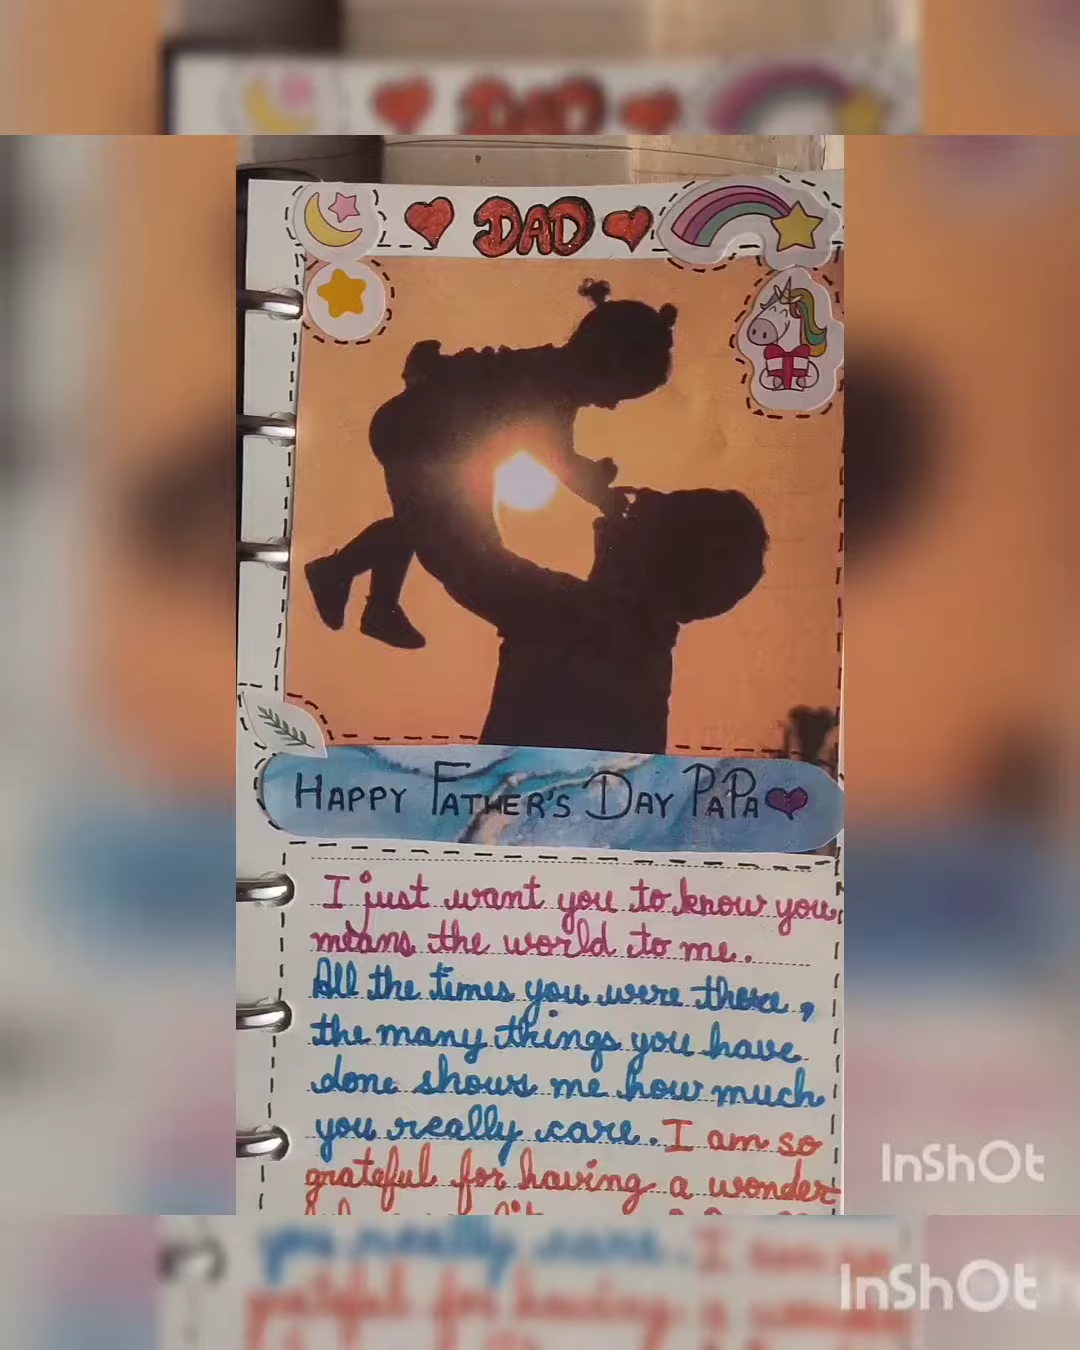 DAD
HAPPY FATHER'S DAY PAPA
I just want you to know you
means the world to me.
All the times you were there,
the many things you have
done shows me how much
you really care. I am so
grateful for having a wonder
InShOt
InShOt